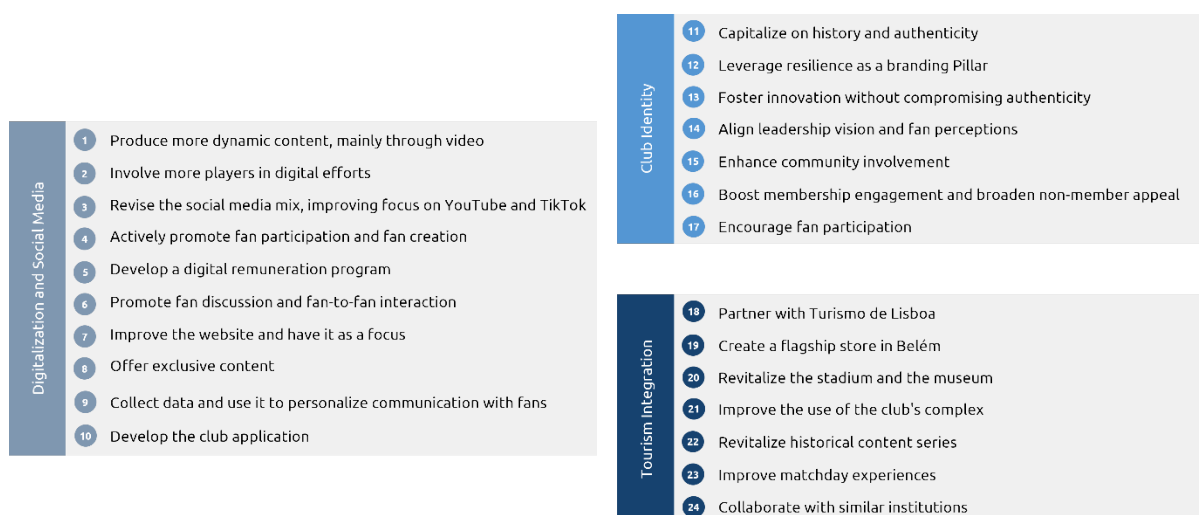 Digitalization and Social Media
1 Produce more dynamic content, mainly through video
2 Involve more players in digital efforts
3 Revise the social media mix, improving focus on YouTube and TikTok
4 Actively promote fan participation and fan creation
5 Develop a digital remuneration program
6 Promote fan discussion and fan-to-fan interaction
7 Improve the website and have it as a focus
8 Offer exclusive content
9 Collect data and use it to personalize communication with fans
10 Develop the club application
Club Identity
11 Capitalize on history and authenticity
12 Leverage resilience as a branding Pillar
13 Foster innovation without compromising authenticity
14 Align leadership vision and fan perceptions
15 Enhance community involvement
16 Boost membership engagement and broaden non-member appeal
17 Encourage fan participation
Tourism Integration
18 Partner with Turismo de Lisboa
19 Create a flagship store in Belém
20 Revitalize the stadium and the museum
21 Improve the use of the club's complex
22 Revitalize historical content series
23 Improve matchday experiences
24 Collaborate with similar institutions